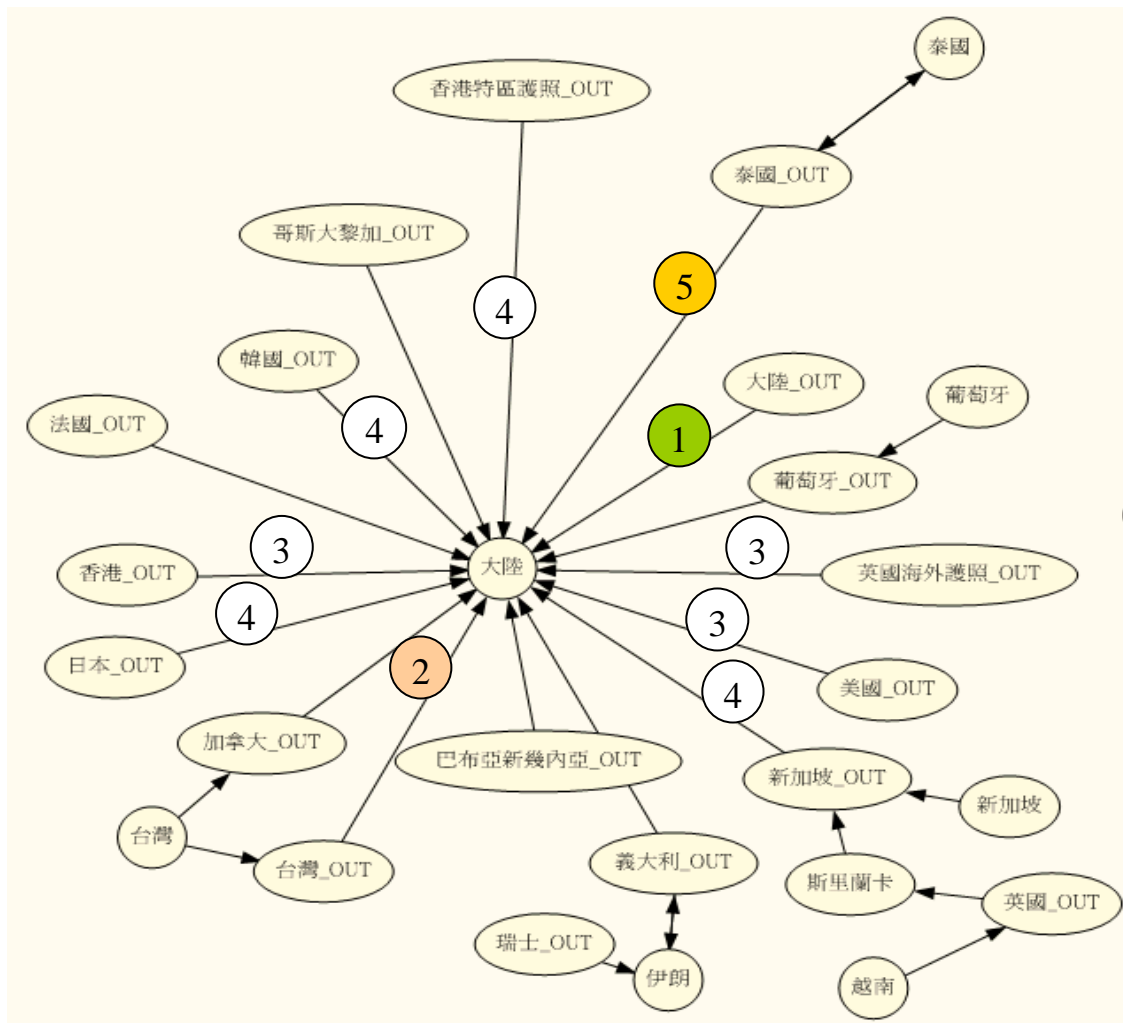 泰國
香港特區護照_OUT
泰國_OUT
哥斯大黎加_OUT
5
4
韓國_OUT
大陸_OUT
葡萄牙
法國_OUT
4
1
葡萄牙_OUT
3
3
香港_OUT
大陸
英國海外護照_OUT
4
3
日本_OUT
2
4
美國_OUT
加拿大_OUT
巴布亞新幾內亞_OUT
新加坡_OUT
新加坡
台灣
台灣_OUT
義大利_OUT
斯里蘭卡
英國_OUT
瑞士_OUT
伊朗
越南